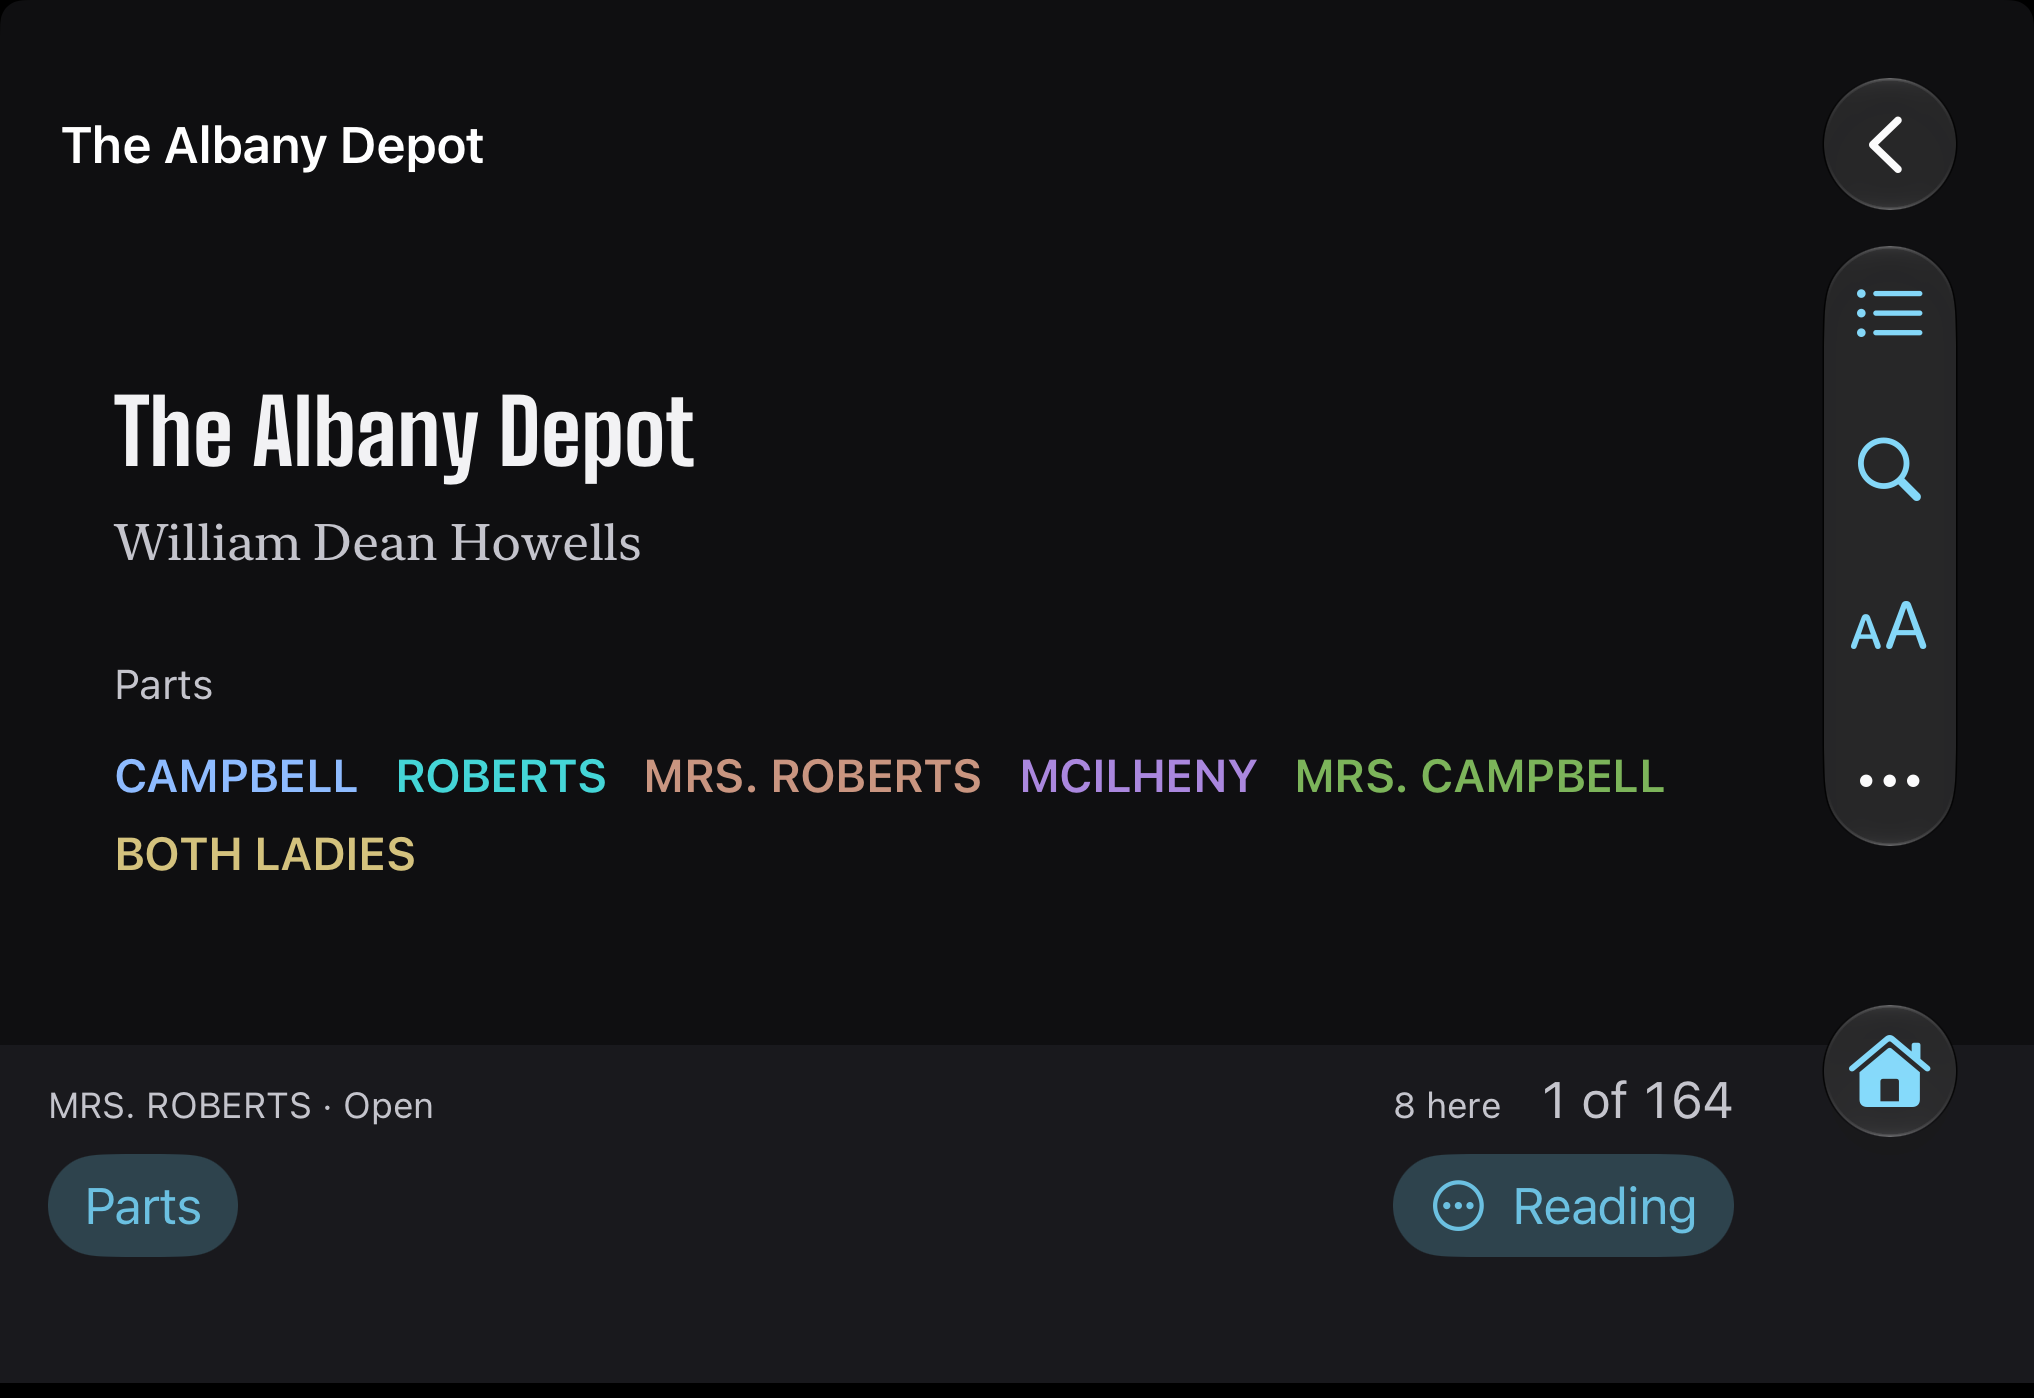 The Albany Depot
The Albany Depot
William Dean Howells
Parts
CAMPBELL ROBERTS MRS. ROBERTS MCILHENY MRS. CAMPBELL
BOTH LADIES
AA
MRS. ROBERTS · Open 8 here 1 of 164
Parts Reading